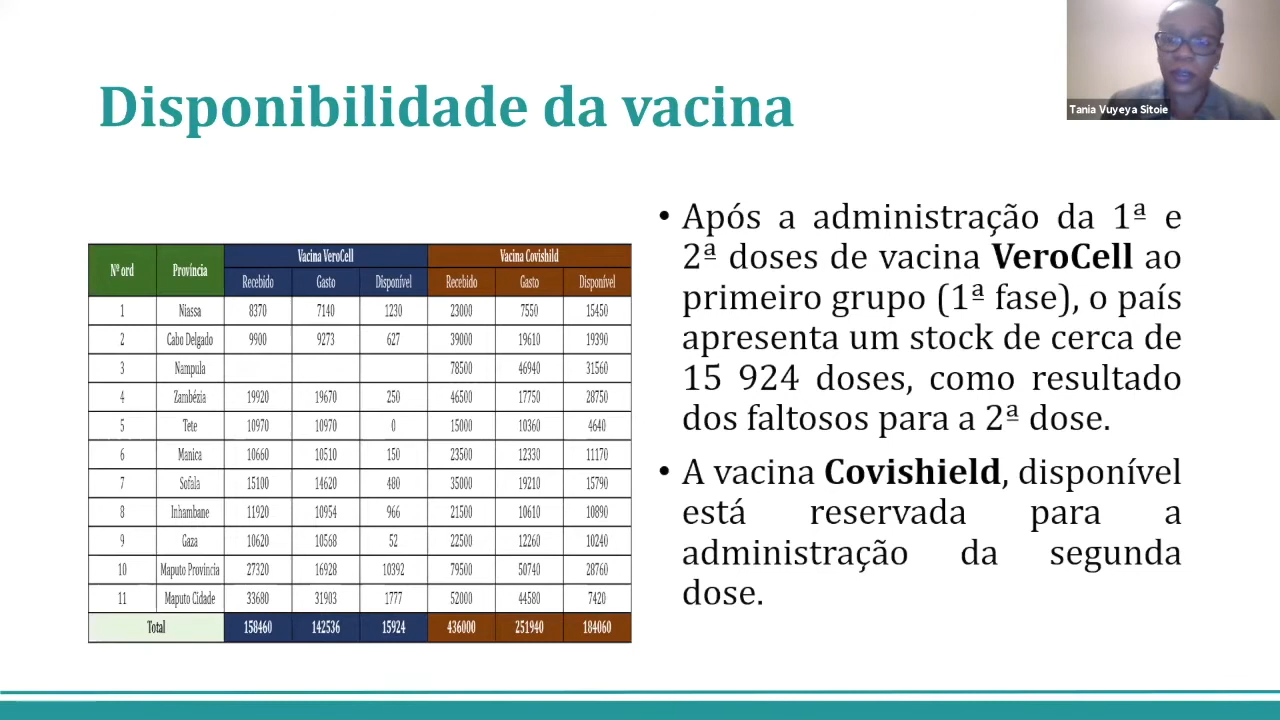 Tania Vuyeya Sitoie
Disponibilidade da vacina
Nº ord Província Vacina VeroCell Vacina Covishild
Recebido Gasto Disponível Recebido Gasto Disponível
1 Niassa 8370 7140 1230 23000 7550 15450
2 Cabo Delgado 9900 9273 627 39000 19610 19390
3 Nampula 78500 46940 31560
4 Zambézia 19920 19670 250 46500 17750 28750
5 Tete 10970 10970 0 15000 10360 4640
6 Manica 10660 10510 150 23500 12330 11170
7 Sofala 15100 14620 480 35000 19210 15790
8 Inhambane 11920 10954 966 21500 10610 10890
9 Gaza 10620 10568 52 22500 12260 10240
10 Maputo Província 27320 16928 10392 79500 50740 28760
11 Maputo Cidade 33680 31903 1777 52000 44580 7420
Total 158460 142536 15924 436000 251940 184060
• Após a administração da 1ª e
2ª doses de vacina VeroCell ao
primeiro grupo (1ª fase), o país
apresenta um stock de cerca de
15 924 doses, como resultado
dos faltosos para a 2ª dose.
• A vacina Covishield, disponível
está reservada para a
administração da segunda
dose.